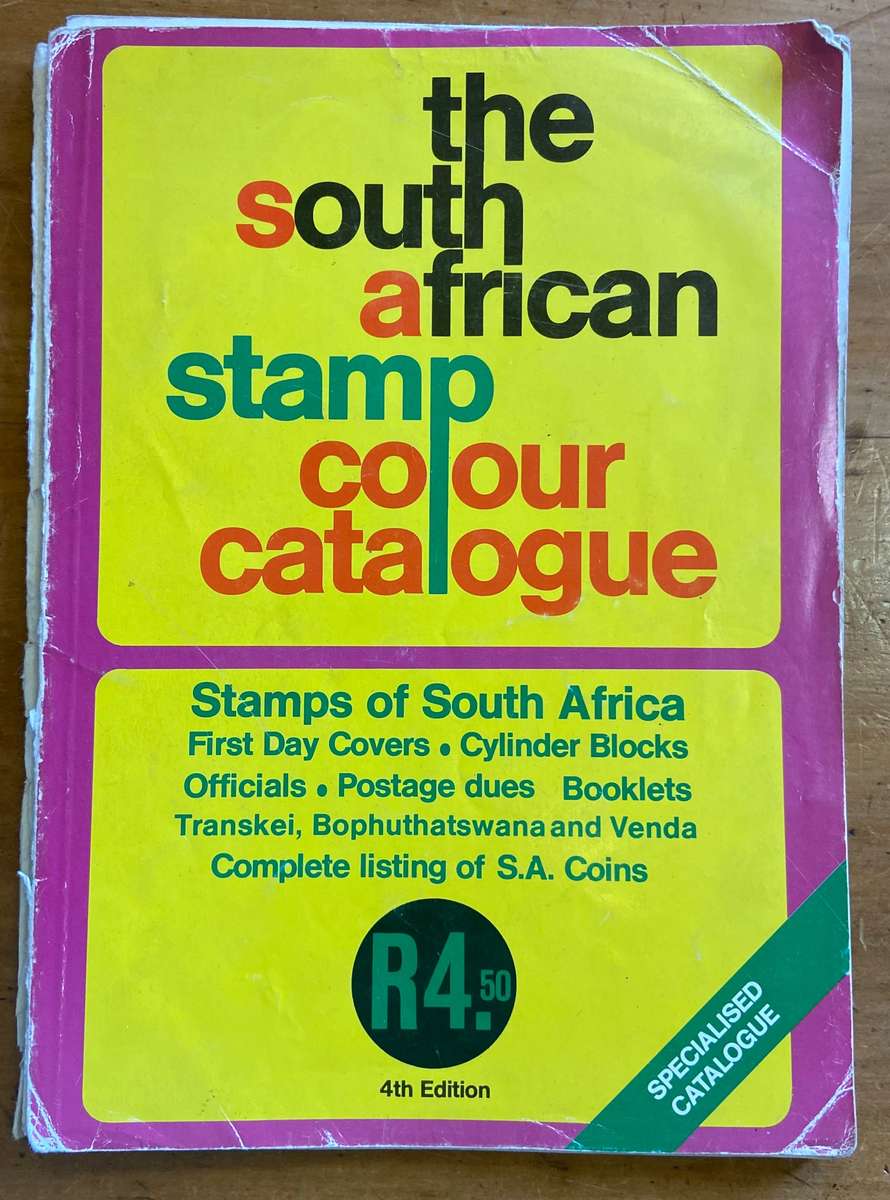 the
south
african
stamp
colour
catalogue
Stamps of South Africa
First Day Covers • Cylinder Blocks
Officials • Postage dues Booklets
Transkei, Bophuthatswana and Venda
Complete listing of S.A. Coins
R4.50
4th Edition
SPECIALISED
CATALOGUE